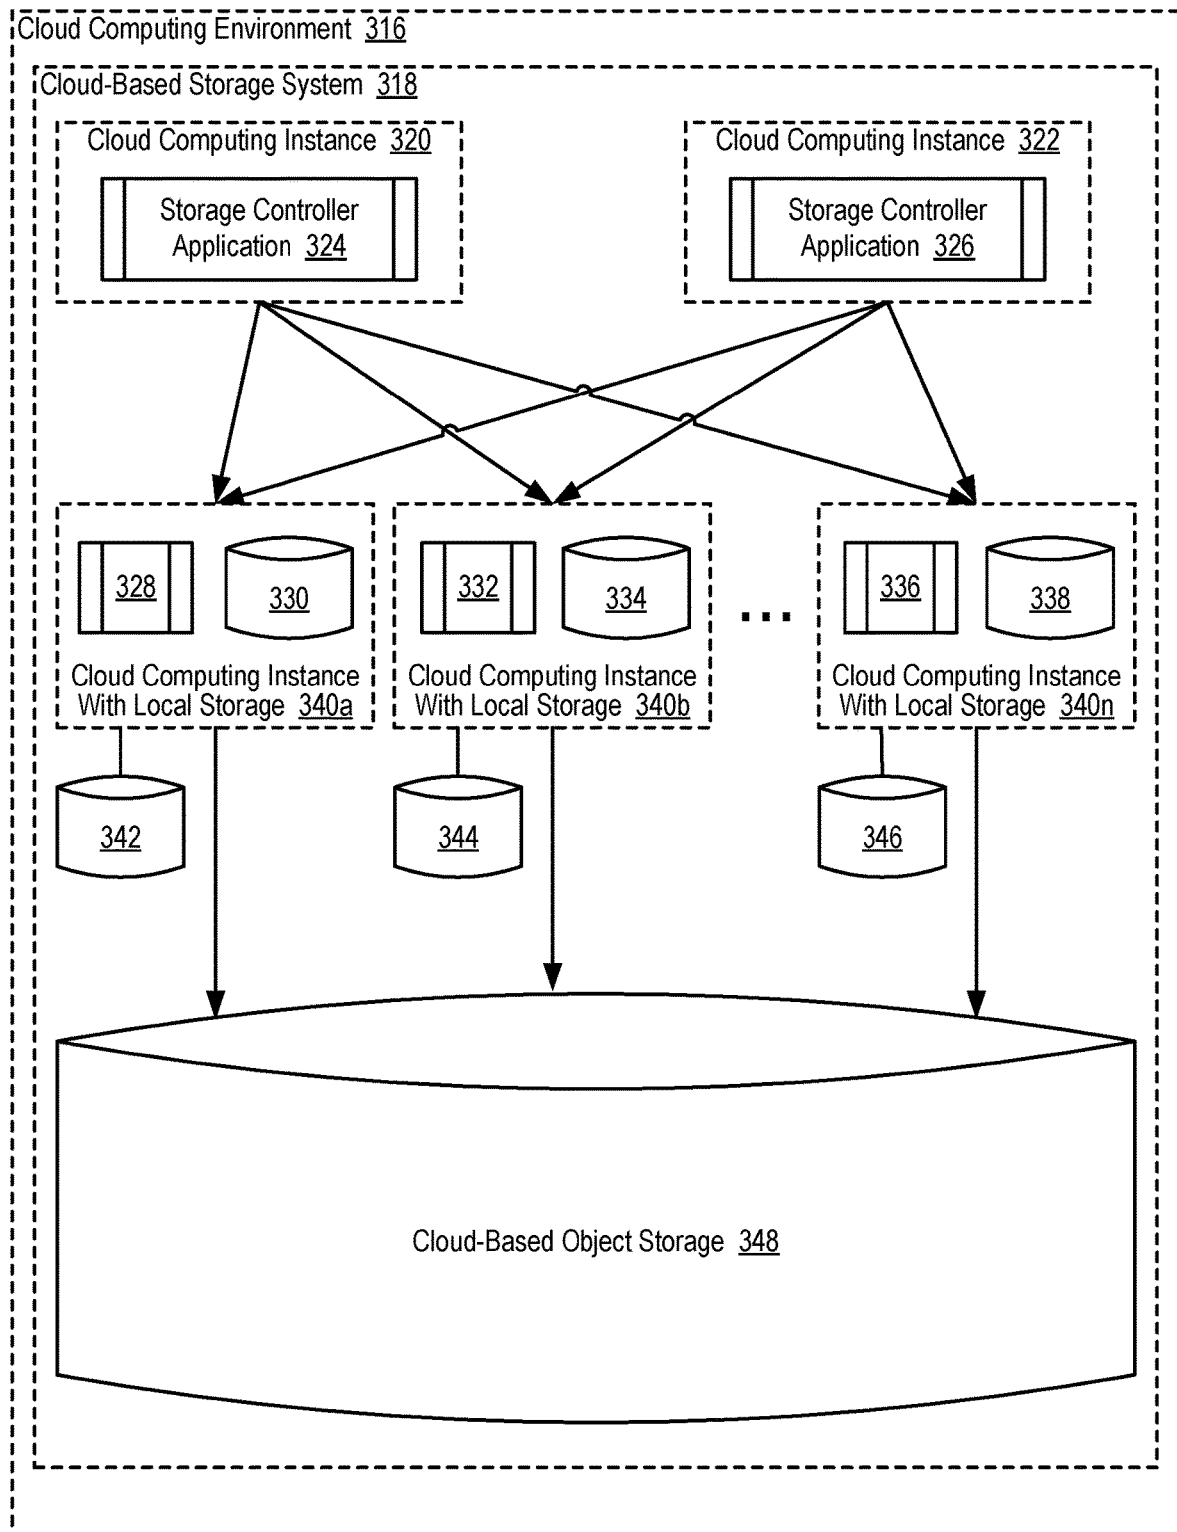 Cloud Computing Environment 316
Cloud-Based Storage System 318
Cloud Computing Instance 320
Storage Controller
Application 324
Cloud Computing Instance 322
Storage Controller
Application 326
328
330
Cloud Computing Instance
With Local Storage 340a
332
334
Cloud Computing Instance
With Local Storage 340b
...
336
338
Cloud Computing Instance
With Local Storage 340n
342
344
346
Cloud-Based Object Storage 348